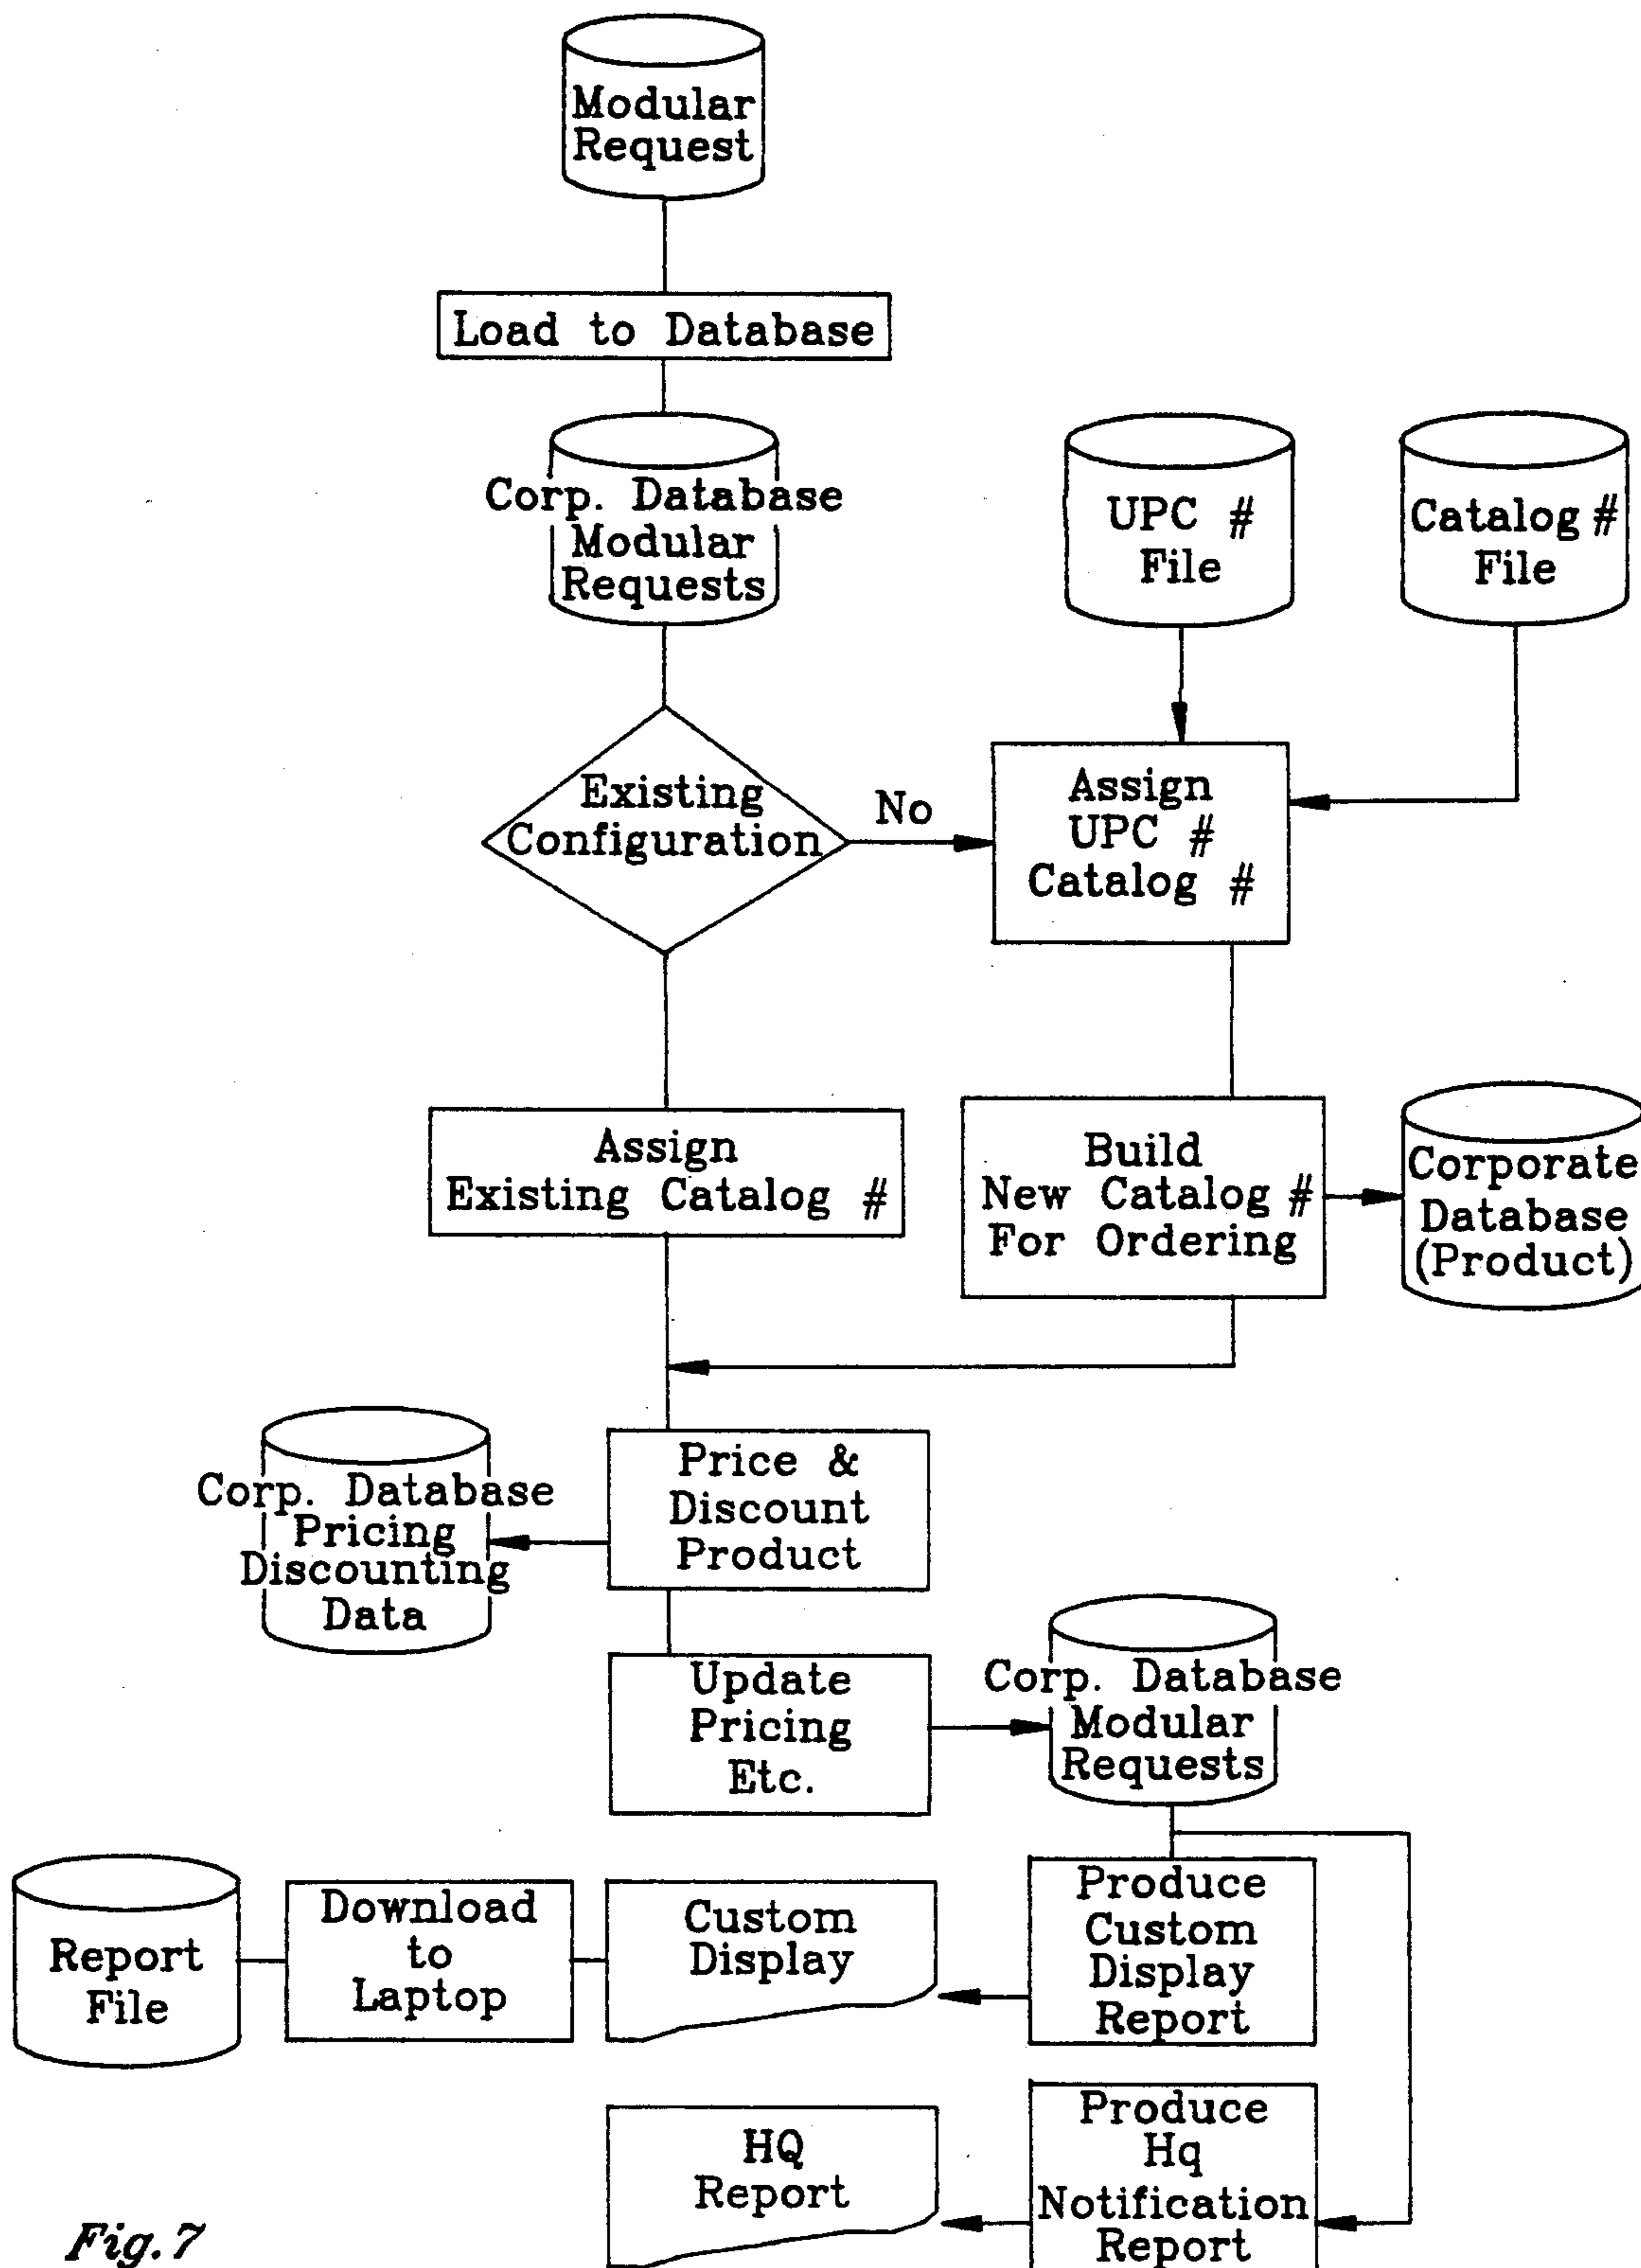 Modular
Request
Load to Database
Corp. Database
Modular
Requests
UPC #
File
Catalog #
File
Existing
Configuration
No
Assign
UPC #
Catalog #
Assign
Existing Catalog #
Build
New Catalog #
For Ordering
Corporate
Database
(Product)
Corp. Database
Pricing
Discounting
Data
Price &
Discount
Product
Update
Pricing
Etc.
Corp. Database
Modular
Requests
Report
File
Download
to
Laptop
Custom
Display
Produce
Custom
Display
Report
HQ
Report
Produce
Hq
Notification
Report
Fig. 7